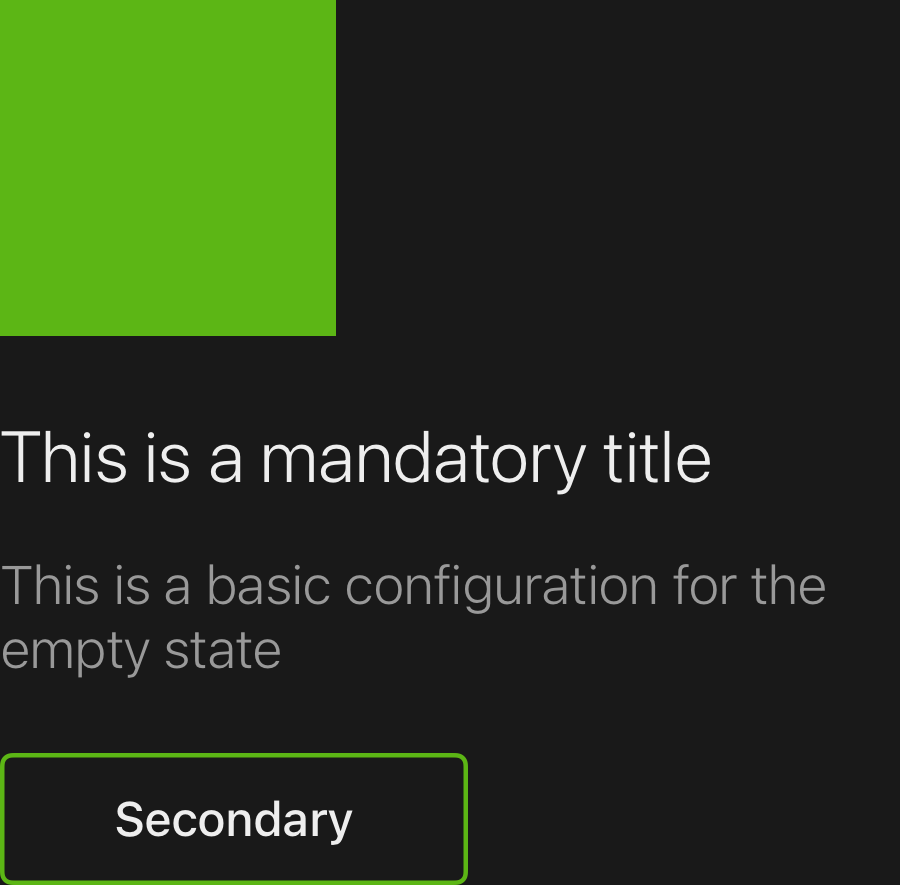 This is a mandatory title
This is a basic configuration for the
empty state
Secondary